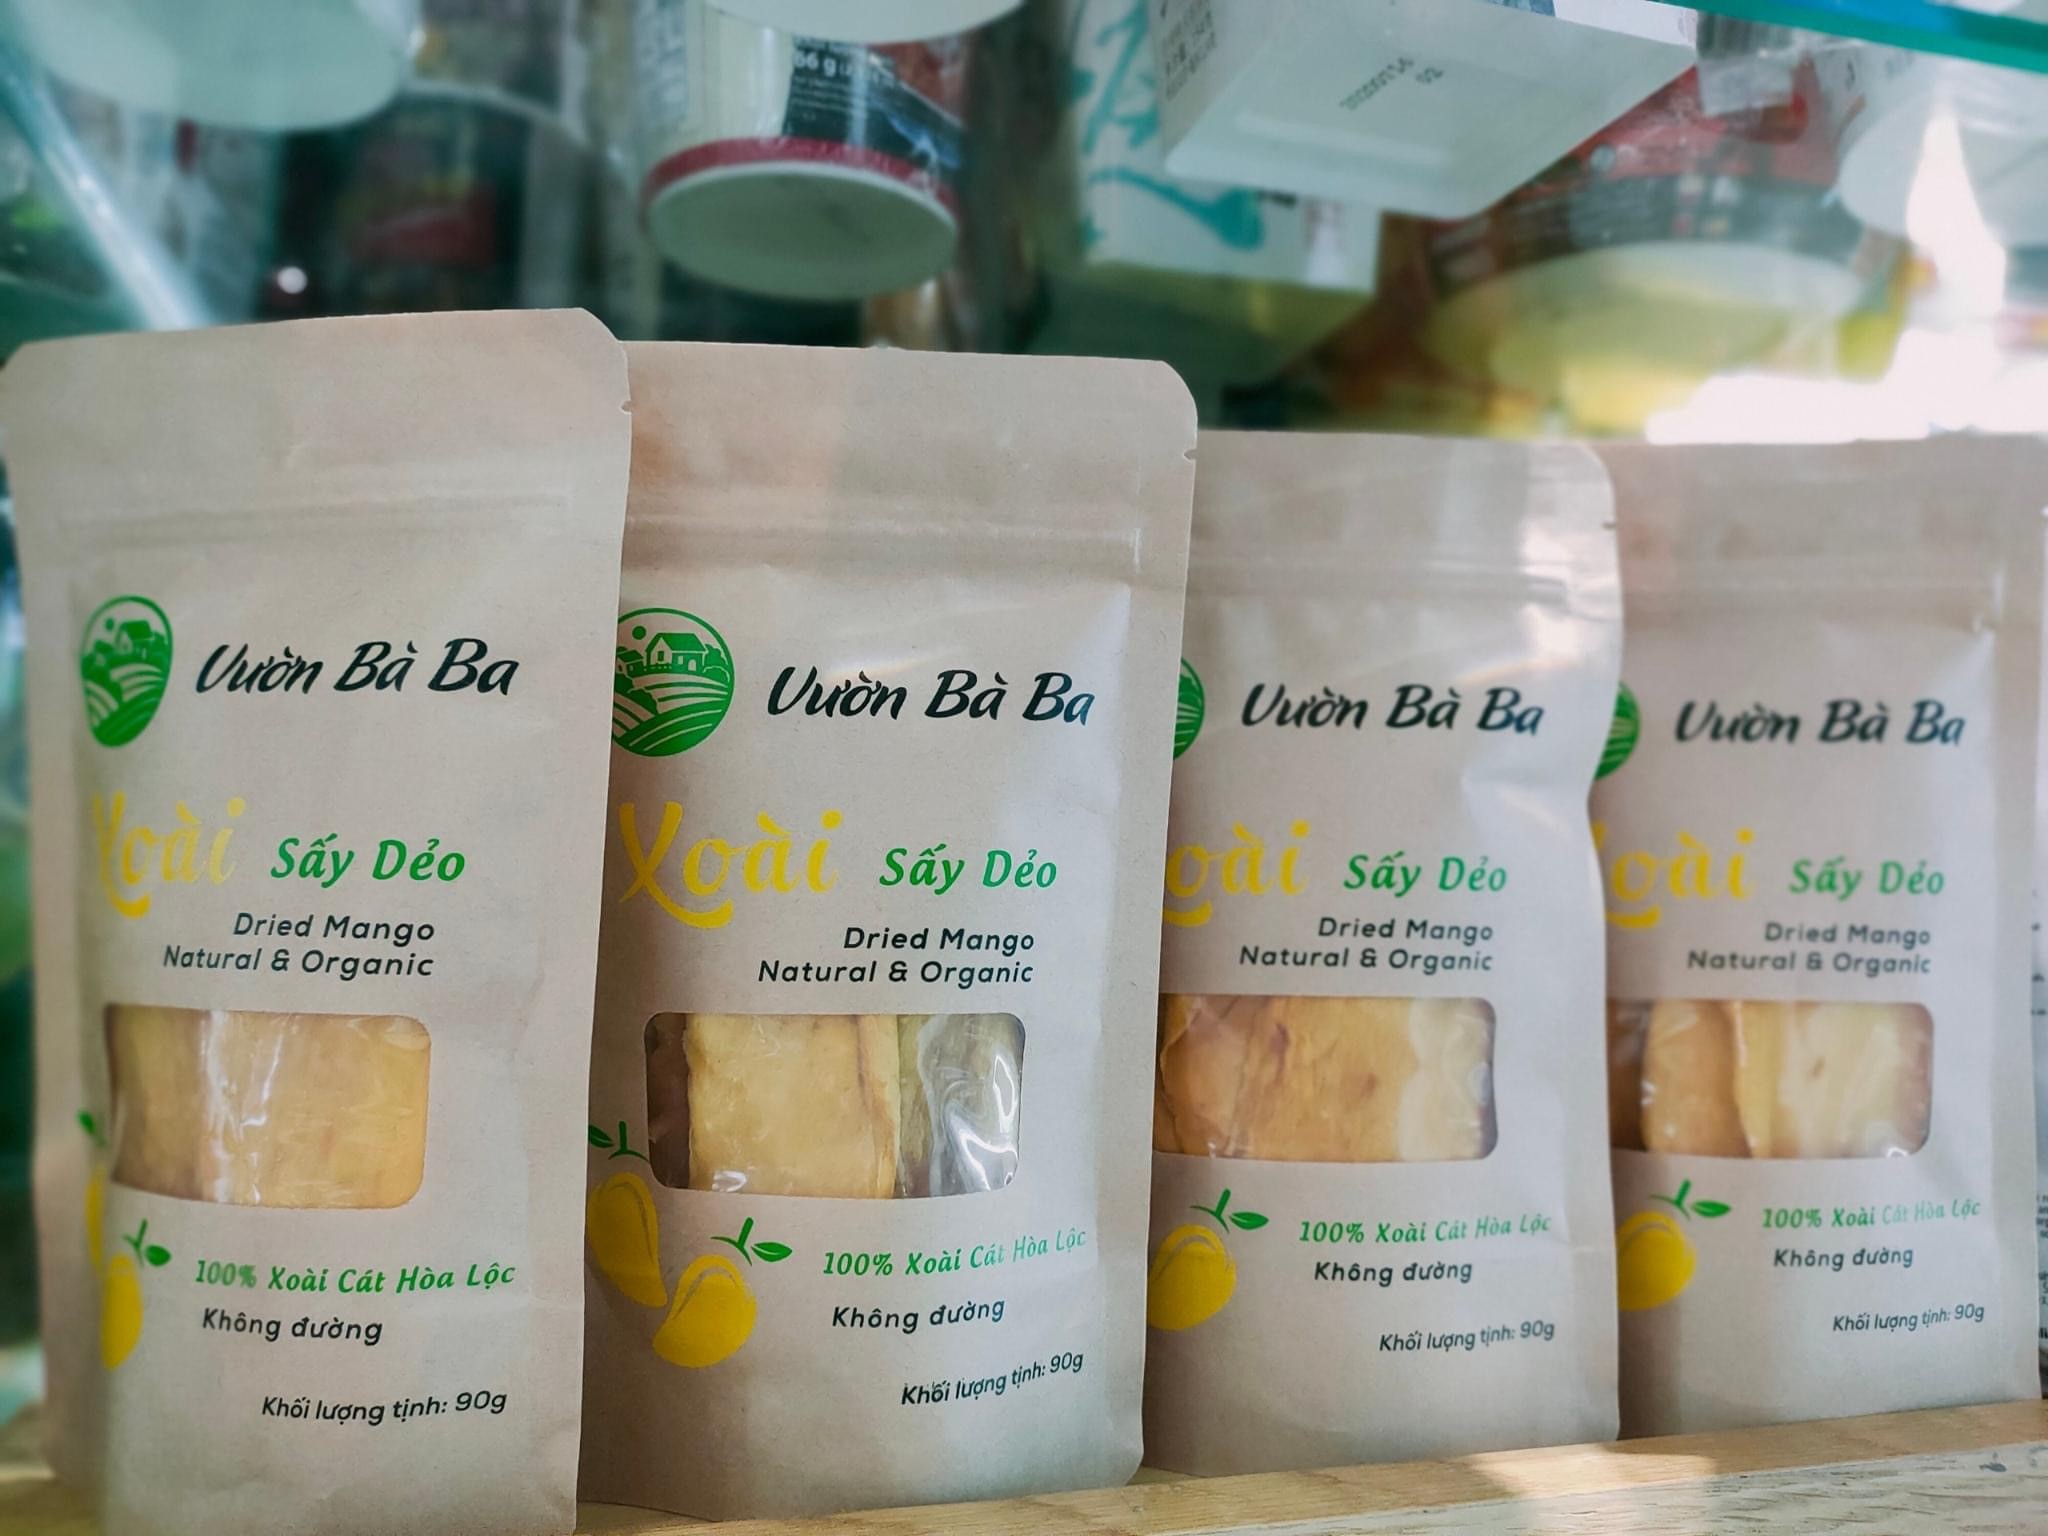 66 g
Vườn Bà Ba
Xoài Sấy Dẻo
Dried Mango
Natural & Organic
100% Xoài Cát Hòa Lộc
Không đường
Khối lượng tịnh: 90g
Vườn Bà Ba
Xoài Sấy Dẻo
Dried Mango
Natural & Organic
100% Xoài Cát Hòa Lộc
Không đường
Khối lượng tịnh: 90g
Vườn Bà Ba
Xoài Sấy Dẻo
Dried Mango
Natural & Organic
100% Xoài Cát Hòa Lộc
Không đường
Khối lượng tịnh: 90g
Vườn Bà Ba
Xoài Sấy Dẻo
Dried Mango
Natural & Organic
100% Xoài Cát Hòa Lộc
Không đường
Khối lượng tịnh: 90g